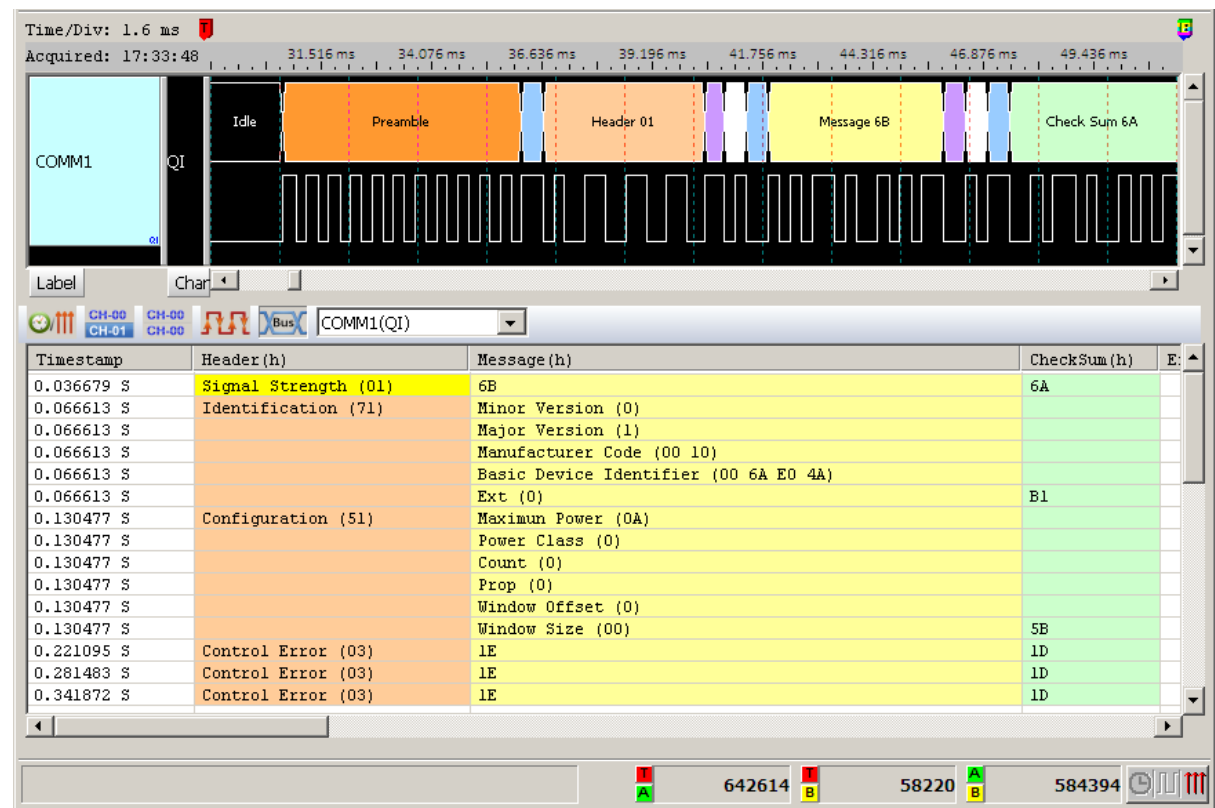 Time/Div: 1.6 ms T B
Acquired: 17:33:48 31.516 ms 34.076 ms 36.636 ms 39.196 ms 41.756 ms 44.316 ms 46.876 ms 49.436 ms
Idle Preamble Header 01 Message 6B Check Sum 6A
COMM1 QI
QI
Label Char
CH-00 CH-01 CH-00 CH-00 Bus COMM1(QI)
Timestamp Header(h) Message(h) CheckSum(h) E
0.036679 S Signal Strength (01) 6B 6A
0.066613 S Identification (71) Minor Version (0)
0.066613 S Major Version (1)
0.066613 S Manufacturer Code (00 10)
0.066613 S Basic Device Identifier (00 6A E0 4A)
0.066613 S Ext (0) B1
0.130477 S Configuration (51) Maximun Power (0A)
0.130477 S Power Class (0)
0.130477 S Count (0)
0.130477 S Prop (0)
0.130477 S Window Offset (0)
0.130477 S Window Size (00) 5B
0.221095 S Control Error (03) 1E 1D
0.281483 S Control Error (03) 1E 1D
0.341872 S Control Error (03) 1E 1D
T A 642614 T B 58220 A B 584394